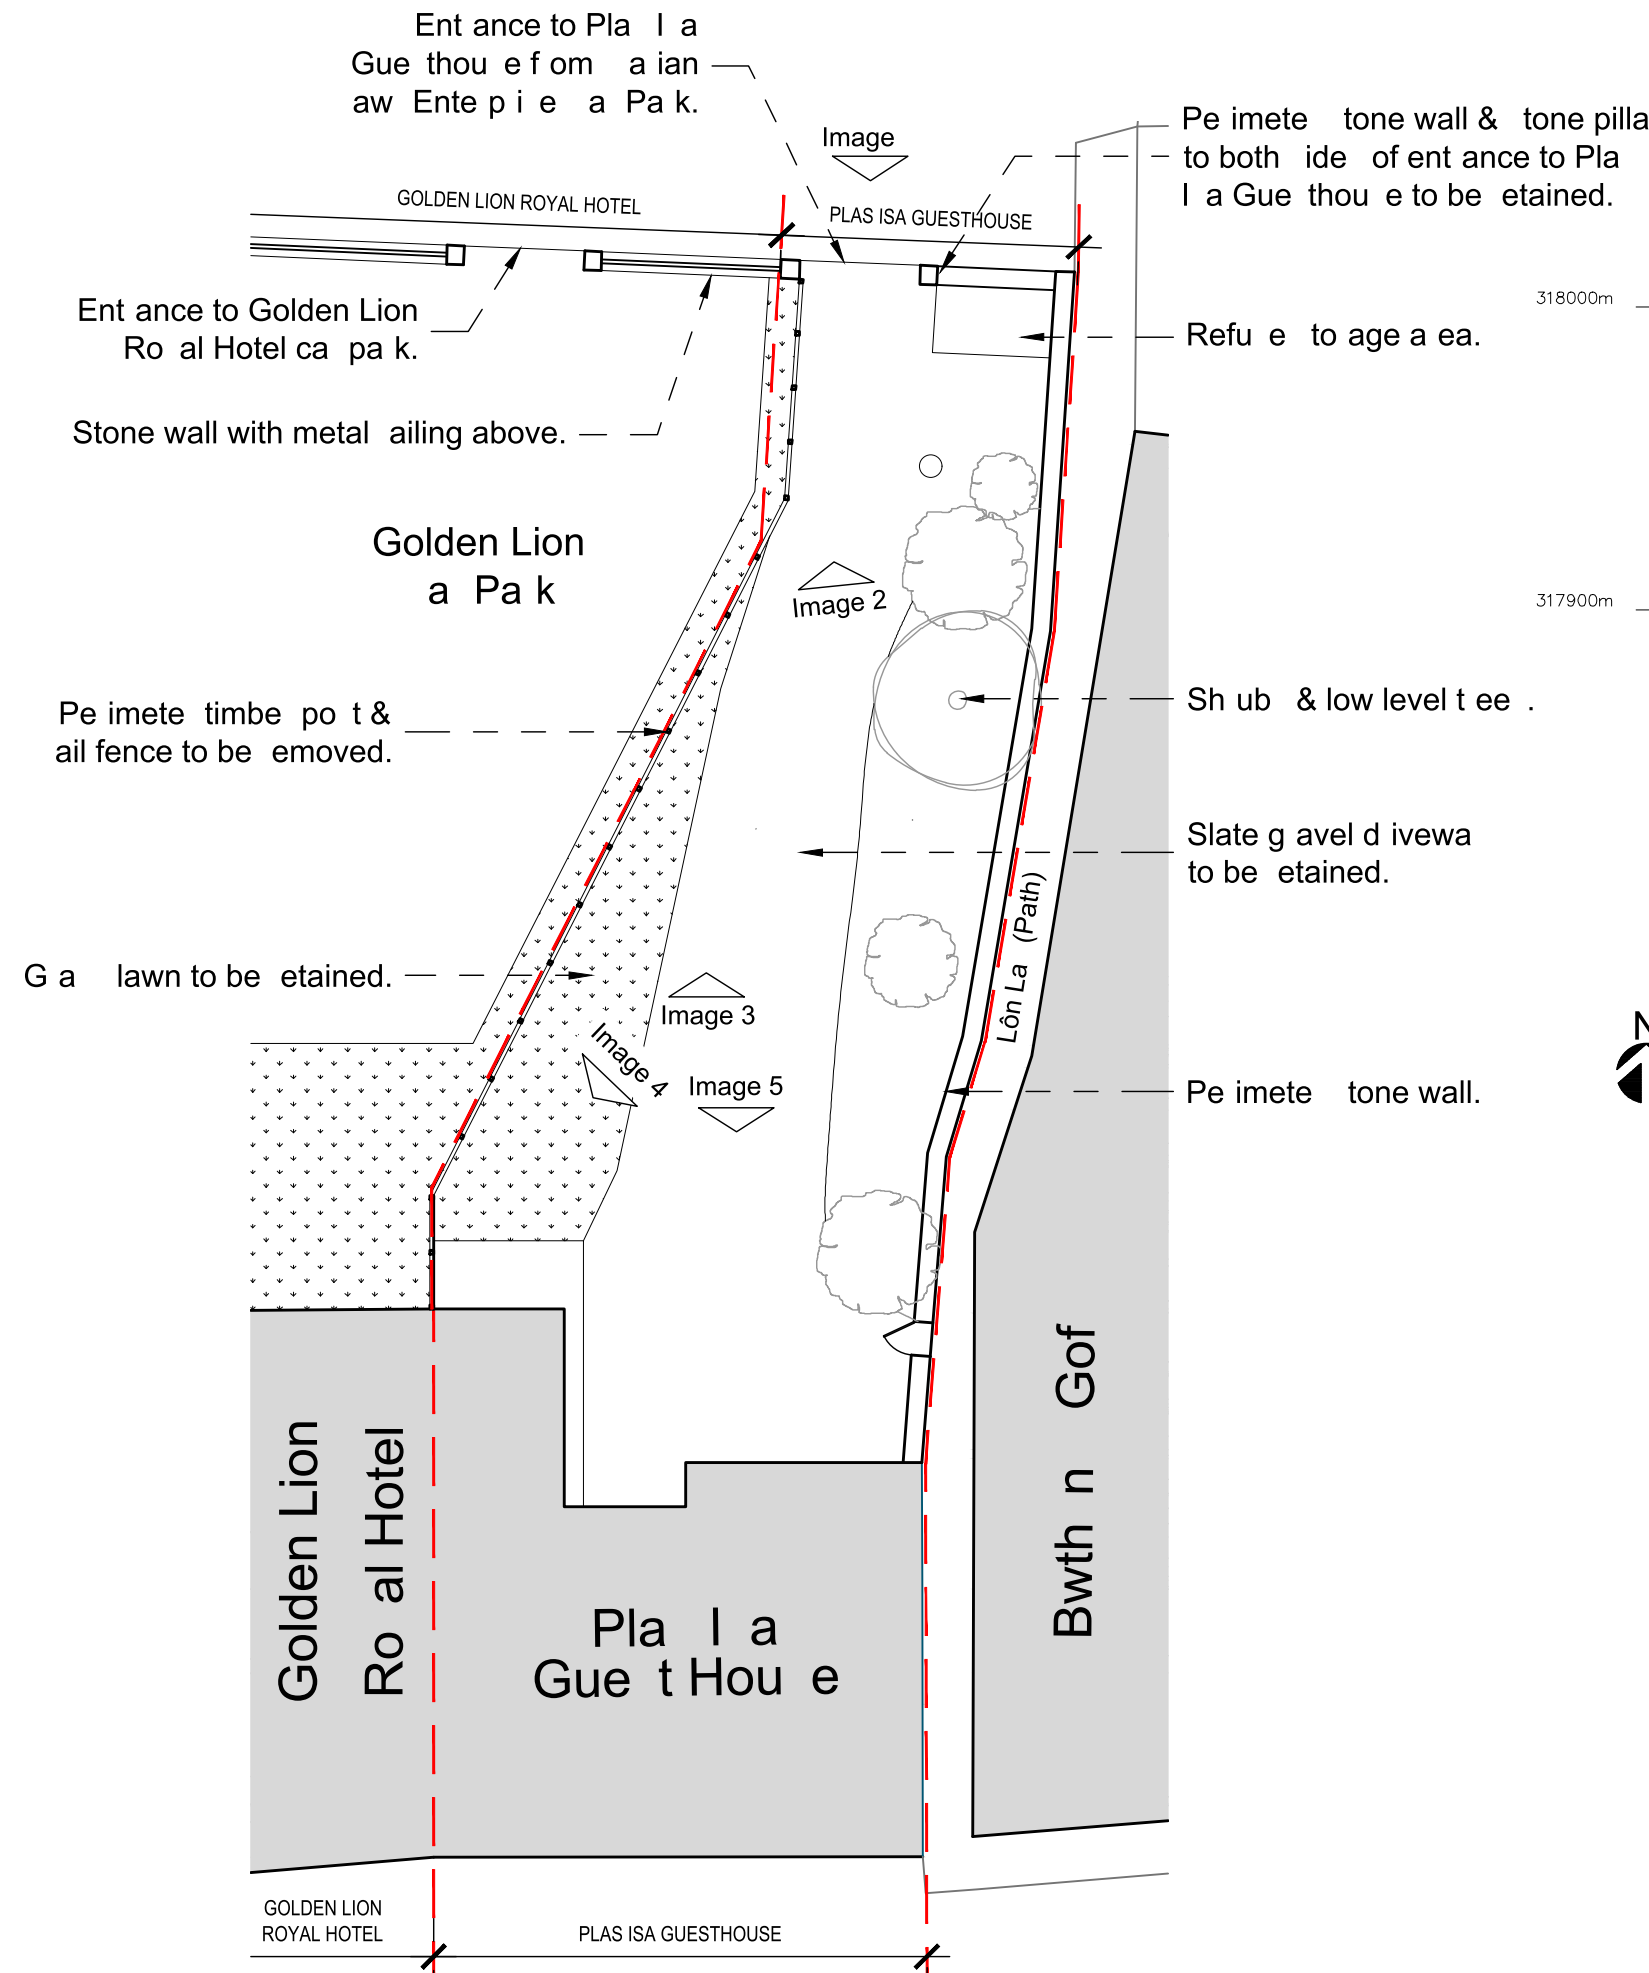 Ent ance to Pla I a
Gue thou e f om a ian
aw Ente p i e a Pa k.
Image
Pe imete tone wall & tone pilla
to both ide of ent ance to Pla
I a Gue thou e to be etained.
GOLDEN LION ROYAL HOTEL
PLAS ISA GUESTHOUSE
Ent ance to Golden Lion
Ro al Hotel ca pa k.
318000m
Refu e to age a ea.
Stone wall with metal ailing above.
Golden Lion
a Pa k
Image 2
317900m
Pe imete timbe po t &
ail fence to be emoved.
Sh ub & low level t ee .
Slate g avel d ivewa
to be etained.
Lôn La (Path)
G a lawn to be etained.
Image 3
Image 4
Image 5
N
Pe imete tone wall.
Golden Lion
Ro al Hotel
Bwth n Gof
Pla I a
Gue t Hou e
GOLDEN LION
ROYAL HOTEL
PLAS ISA GUESTHOUSE